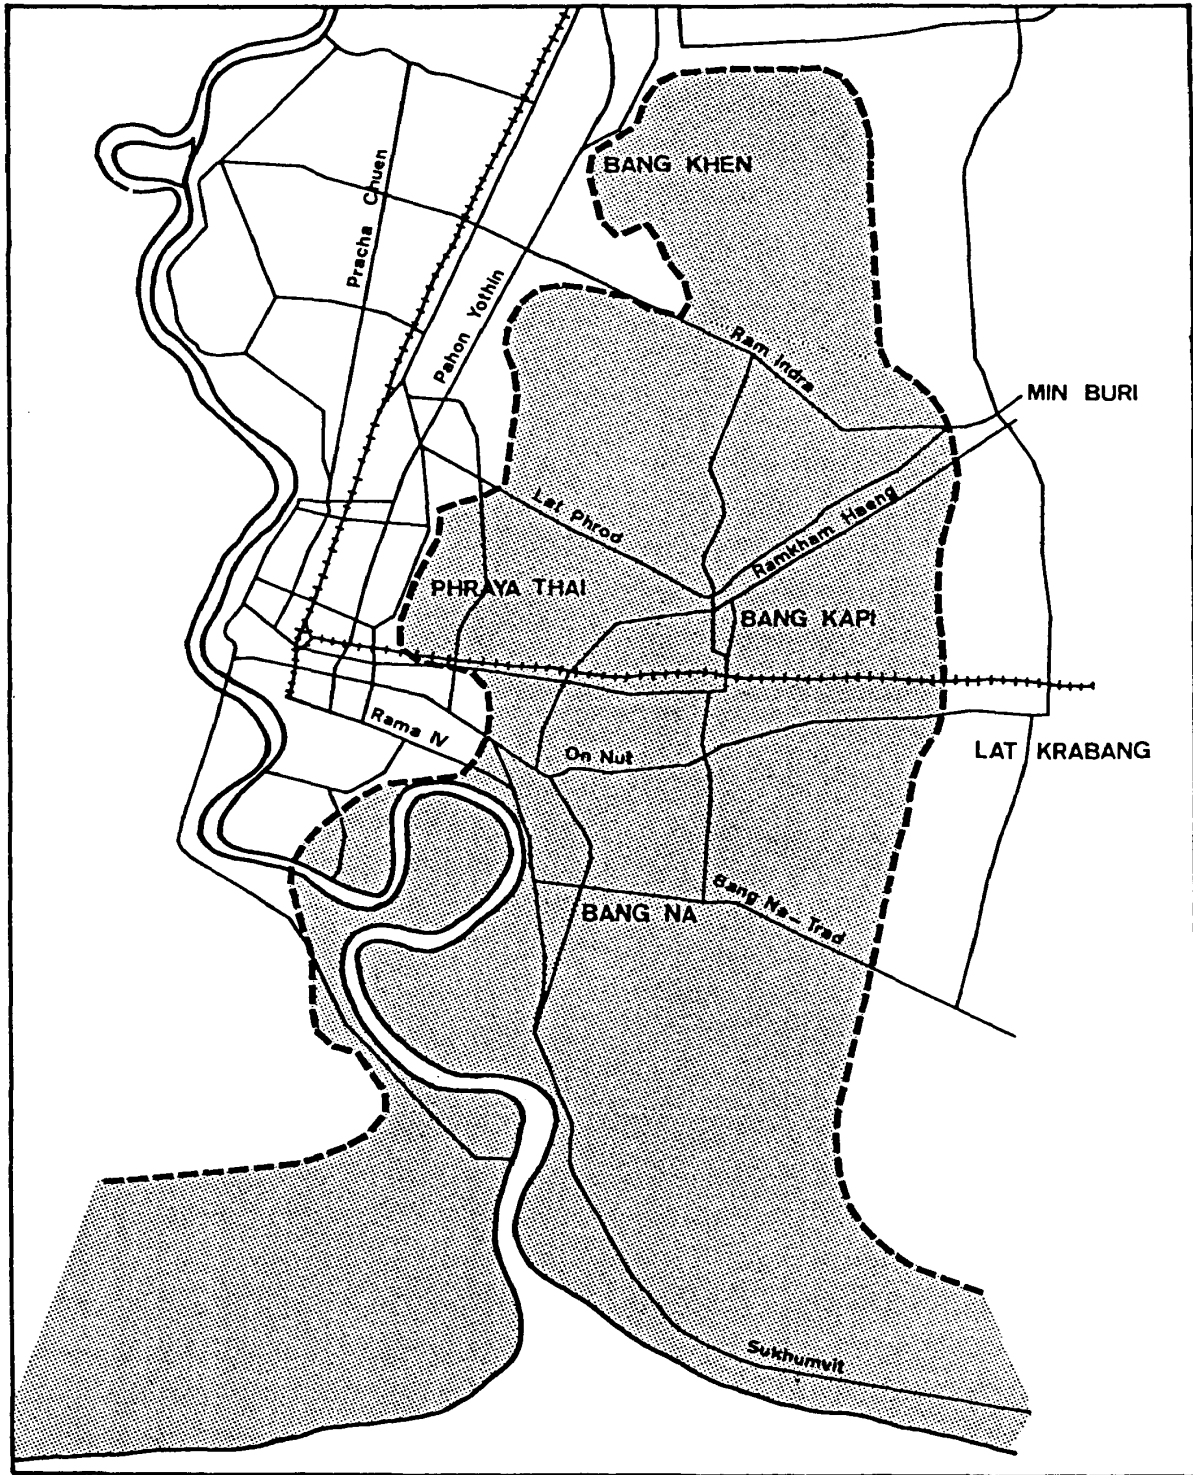 BANG KHEN
Pracha Chuen
Pahon Yothin
Ram Indra
MIN BURI
Lat Phrod
Ramkham Haeng
PHRAYA THAI
BANG KAPI
Rama IV
On Nut
LAT KRABANG
Bang Na - Trad
BANG NA
Sukhumvit